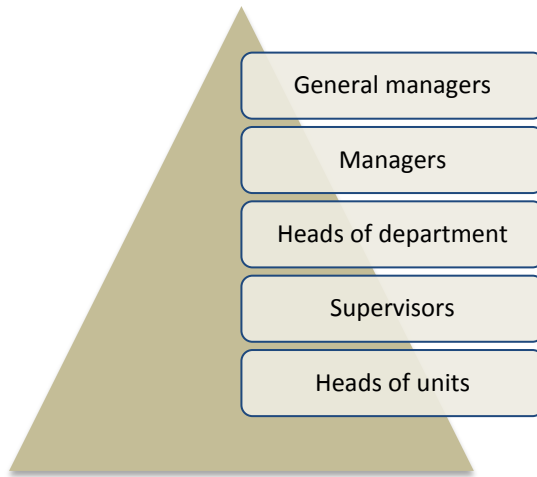 General managers
Managers
Heads of department
Supervisors
Heads of units